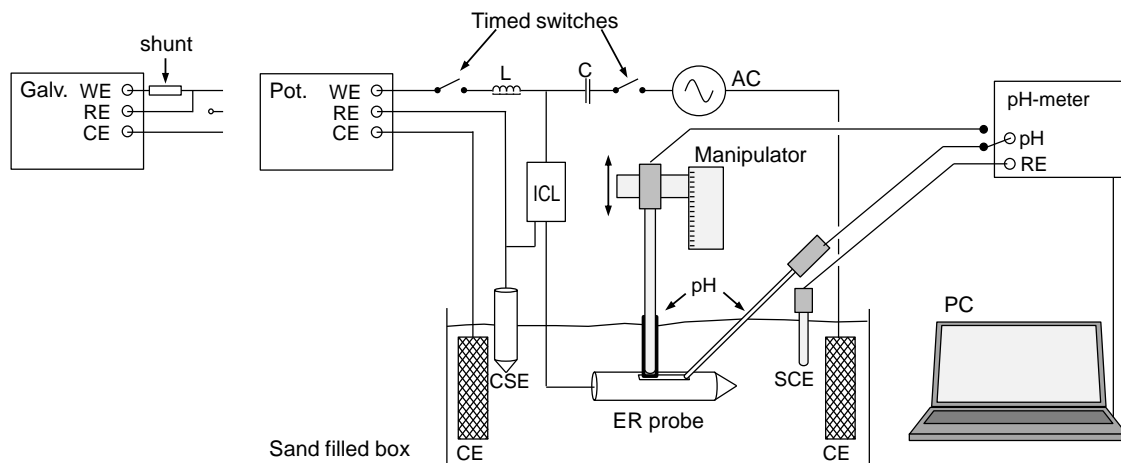 Timed switches
shunt
Galv.
WE
RE
CE
Pot.
WE
RE
CE
L
C
AC
pH-meter
pH
RE
Manipulator
ICL
pH
PC
CSE
SCE
ER probe
CE
CE
Sand filled box